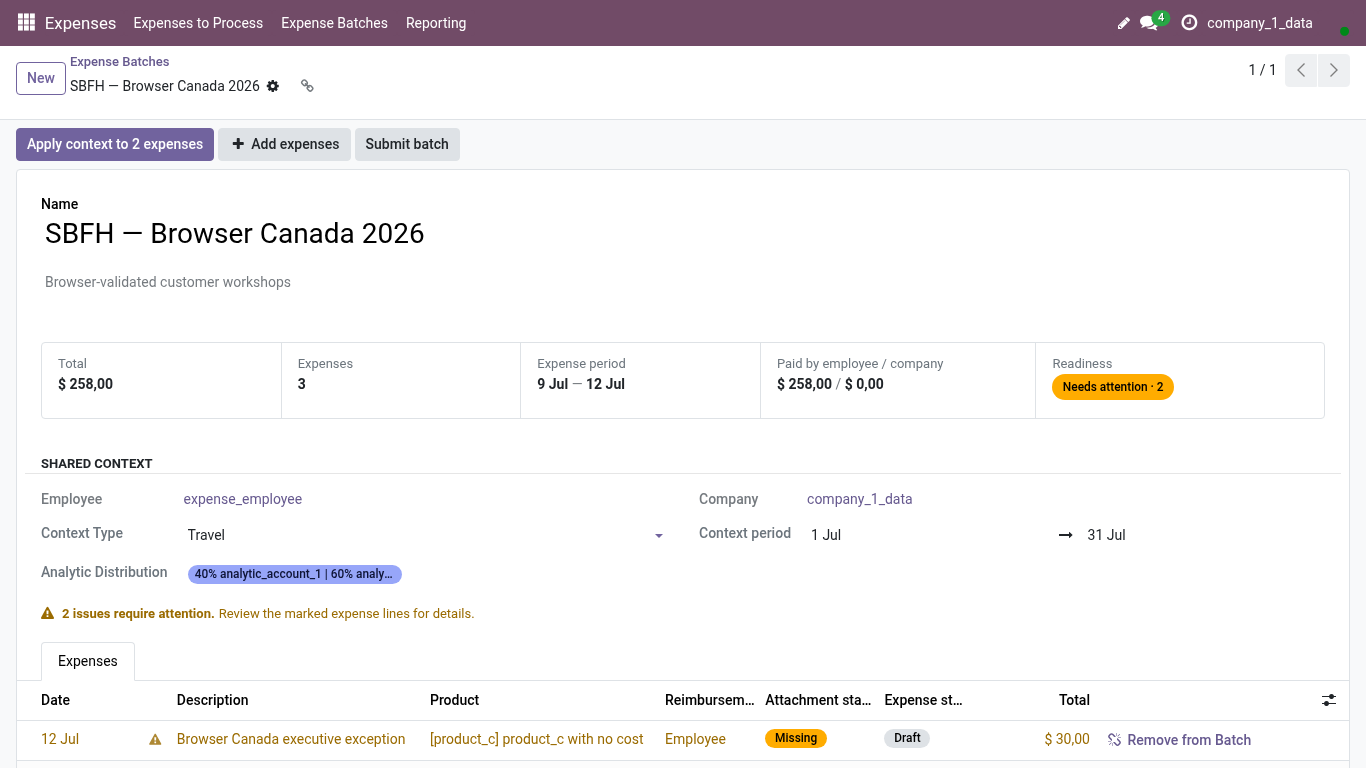 Expenses Expenses to Process Expense Batches Reporting 4 company_1_data
New Expense Batches 1 / 1
SBFH — Browser Canada 2026
Apply context to 2 expenses Add expenses Submit batch
Name
SBFH — Browser Canada 2026
Browser-validated customer workshops
Total Expenses Expense period Paid by employee / company Readiness
$ 258,00 3 9 Jul — 12 Jul $ 258,00 / $ 0,00 Needs attention · 2
SHARED CONTEXT
Employee expense_employee Company company_1_data
Context Type Travel Context period 1 Jul → 31 Jul
Analytic Distribution 40% analytic_account_1 | 60% analy...
2 issues require attention. Review the marked expense lines for details.
Expenses
Date Description Product Reimbursem... Attachment sta... Expense st... Total
12 Jul Browser Canada executive exception [product_c] product_c with no cost Employee Missing Draft $ 30,00 Remove from Batch